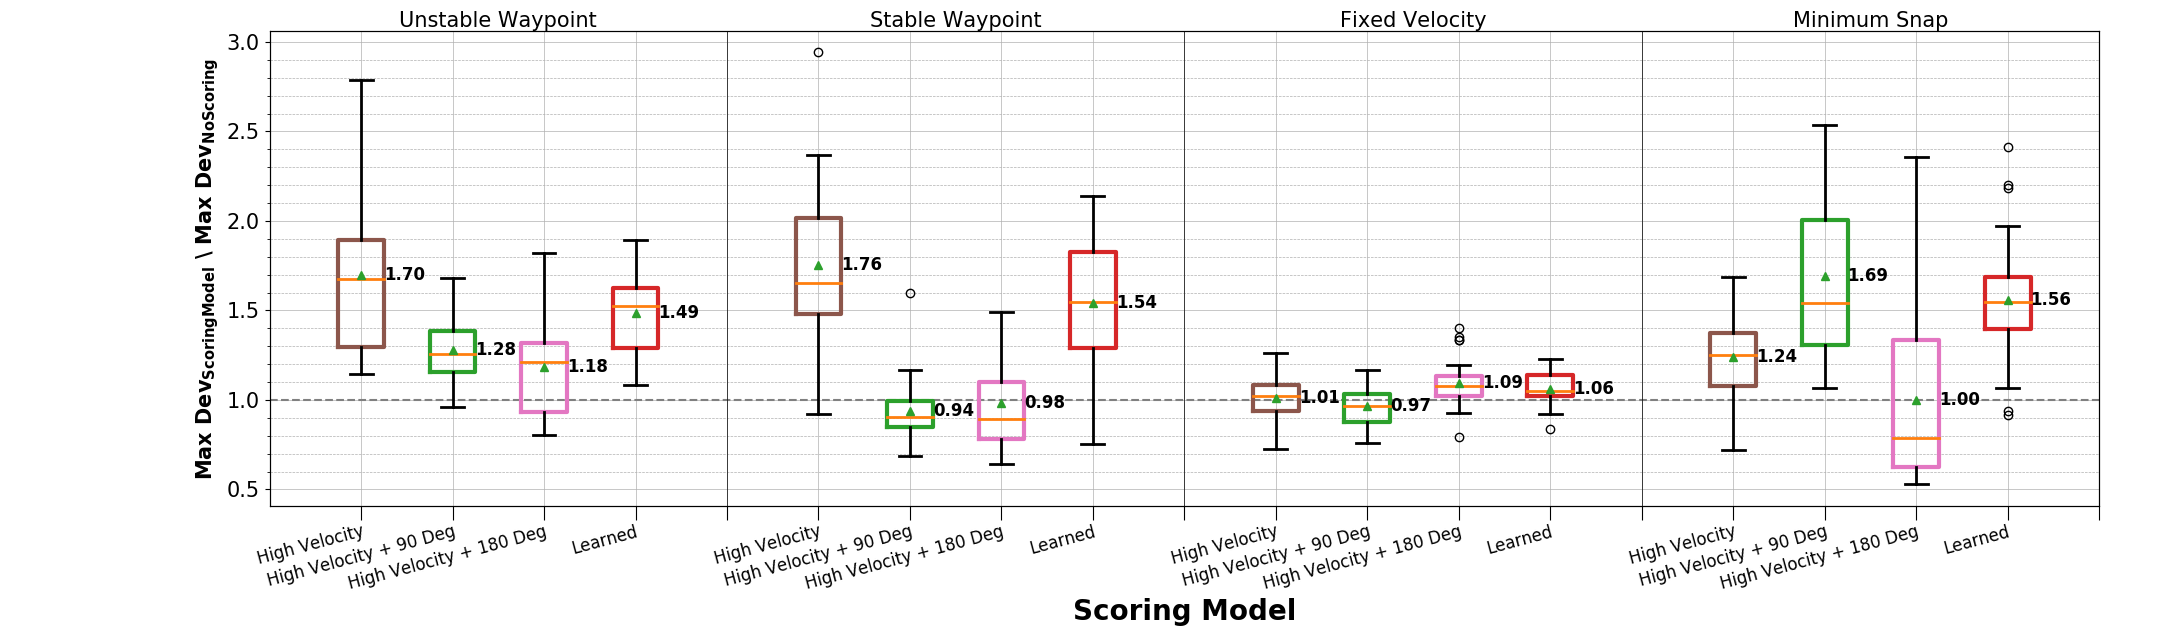 Unstable Waypoint Stable Waypoint Fixed Velocity Minimum Snap
Max Dev_ScoringModel \ Max Dev_NoScoring
3.0
2.5
2.0
1.5
1.0
0.5
1.70
1.28
1.18
1.49
1.76
0.94
0.98
1.54
1.01
0.97
1.09
1.06
1.24
1.69
1.00
1.56
High Velocity
High Velocity + 90 Deg
High Velocity + 180 Deg
Learned
High Velocity
High Velocity + 90 Deg
High Velocity + 180 Deg
Learned
High Velocity
High Velocity + 90 Deg
High Velocity + 180 Deg
Learned
High Velocity
High Velocity + 90 Deg
High Velocity + 180 Deg
Learned
Scoring Model